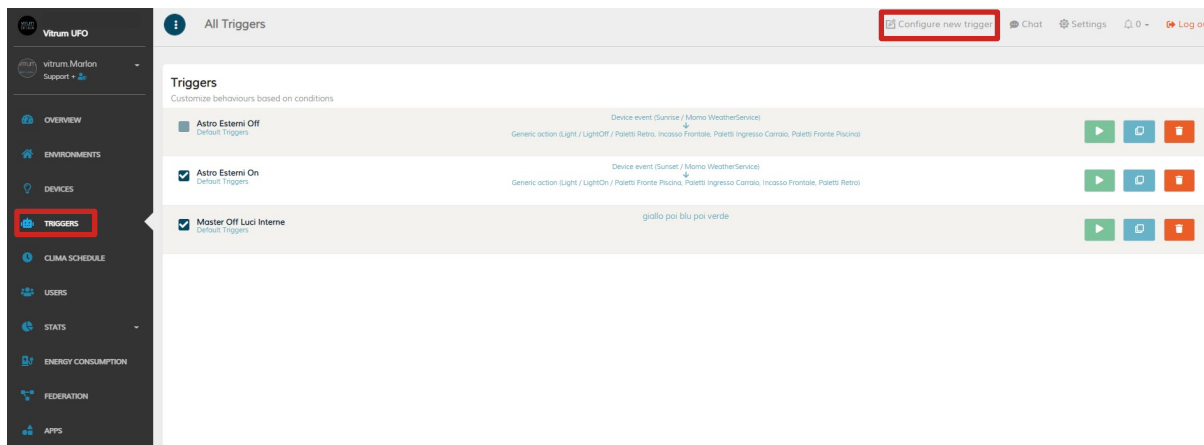 Vitrum UFO
vitrum.Marlon
Support +
OVERVIEW
ENVIRONMENTS
DEVICES
TRIGGERS
CLIMA SCHEDULE
USERS
STATS
ENERGY CONSUMPTION
FEDERATION
APPS
All Triggers
Configure new trigger
Chat
Settings
0
Log ou
Triggers
Customize behaviours based on conditions
Astro Esterni Off
Default Triggers
Device event (Sunrise / Momo WeatherService)
Generic action (Light / LightOff / Paletti Retro, Incasso Frontale, Paletti Ingresso Carraio, Paletti Fronte Piscina)
Astro Esterni On
Default Triggers
Device event (Sunset / Momo WeatherService)
Generic action (Light / LightOn / Paletti Fronte Piscina, Paletti Ingresso Carraio, Incasso Frontale, Paletti Retro)
Master Off Luci Interne
Default Triggers
giallo poi blu poi verde